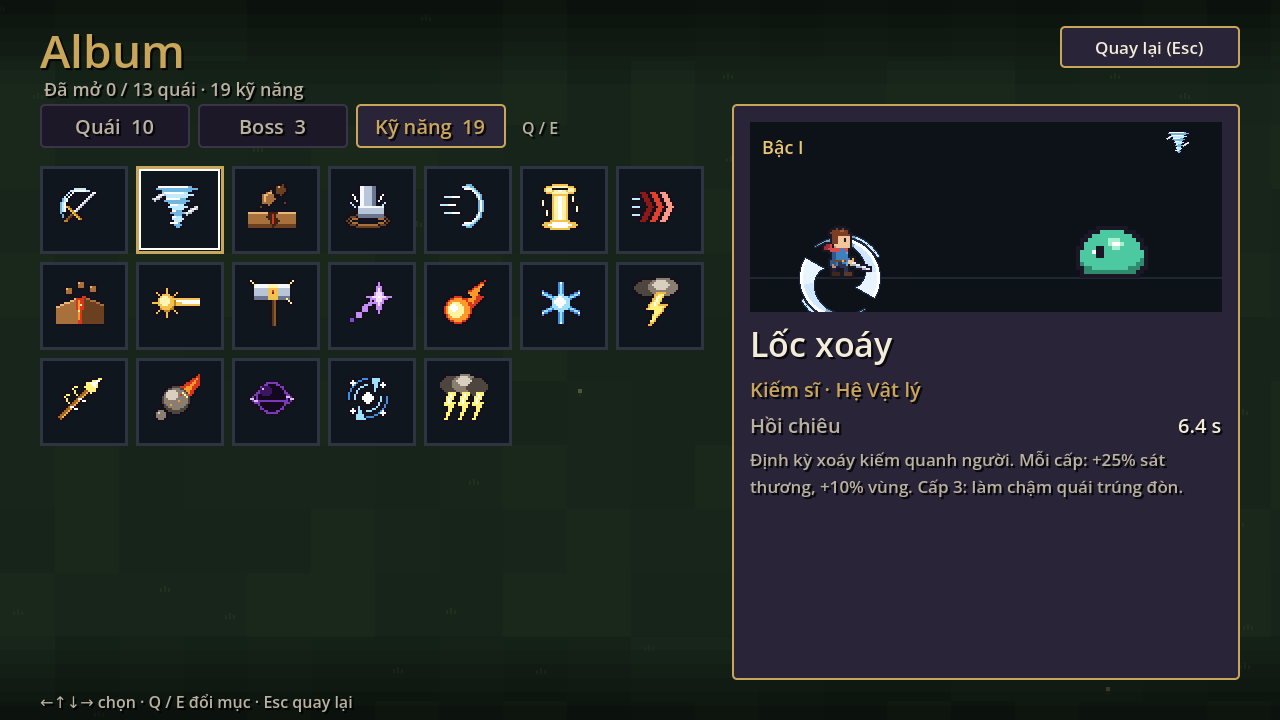 Album
Quay lại (Esc)
Đã mở 0 / 13 quái · 19 kỹ năng
Quái 10
Boss 3
Kỹ năng 19
Q / E
Bậc I
Lốc xoáy
Kiếm sĩ · Hệ Vật lý
Hồi chiêu 6.4 s
Định kỳ xoáy kiếm quanh người. Mỗi cấp: +25% sát
thương, +10% vùng. Cấp 3: làm chậm quái trúng đòn.
←↑↓→ chọn · Q / E đổi mục · Esc quay lại